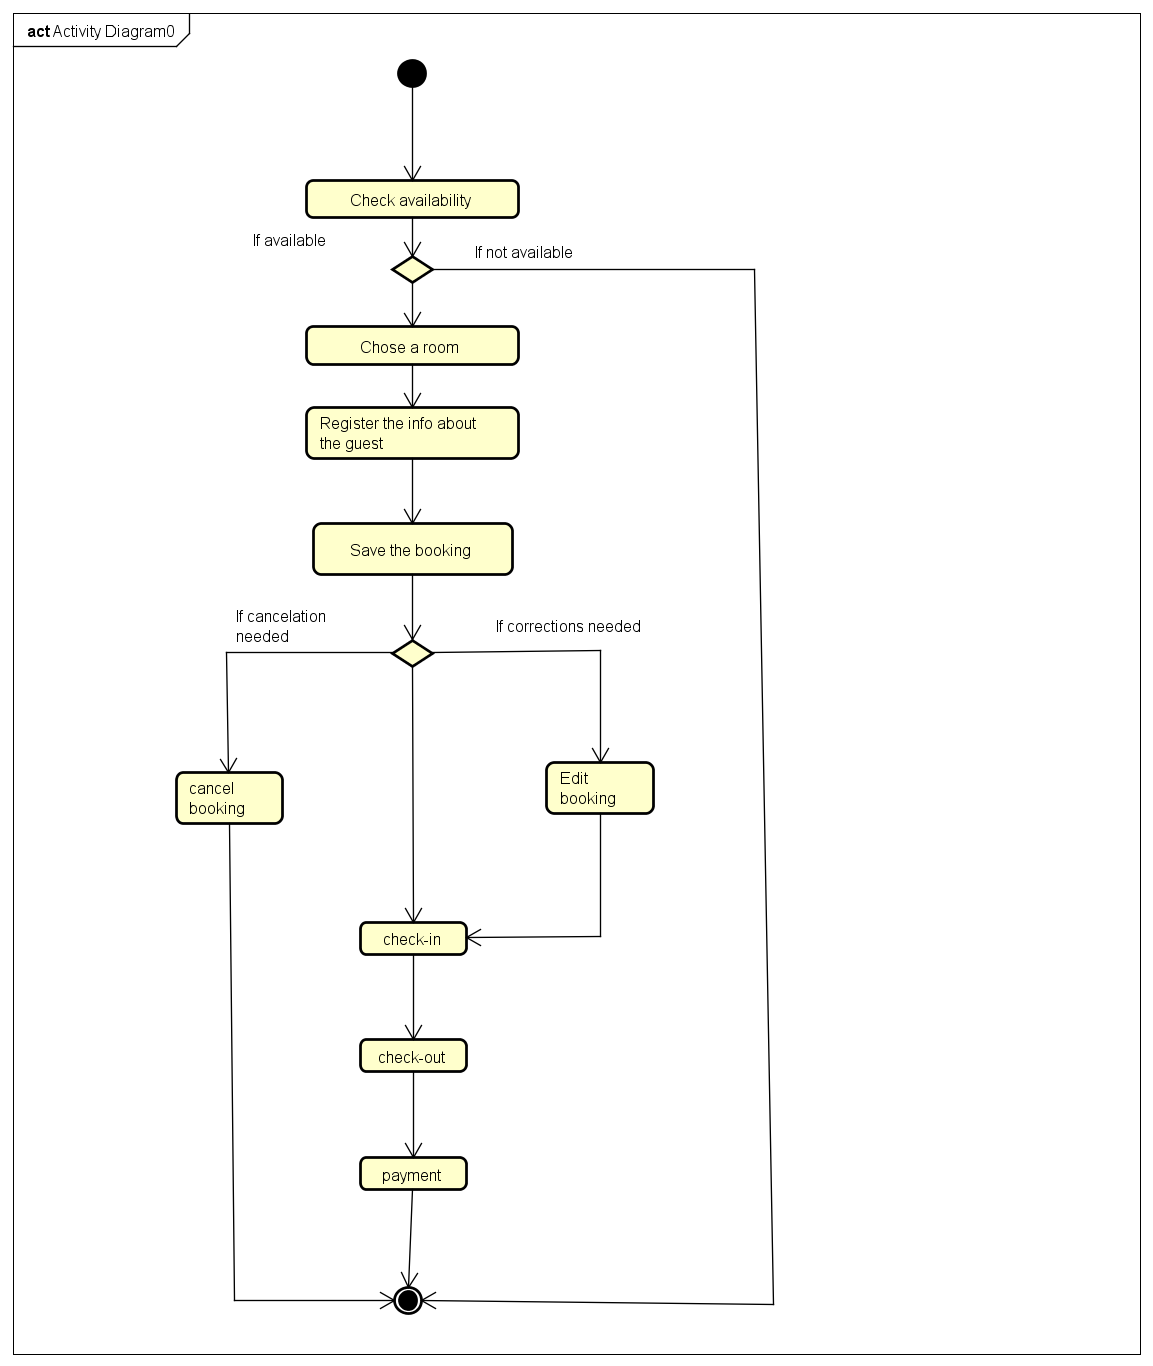 act Activity Diagram0
Check availability
If available
If not available
Chose a room
Register the info about
the guest
Save the booking
If cancelation
needed
If corrections needed
cancel
booking
Edit
booking
check-in
check-out
payment